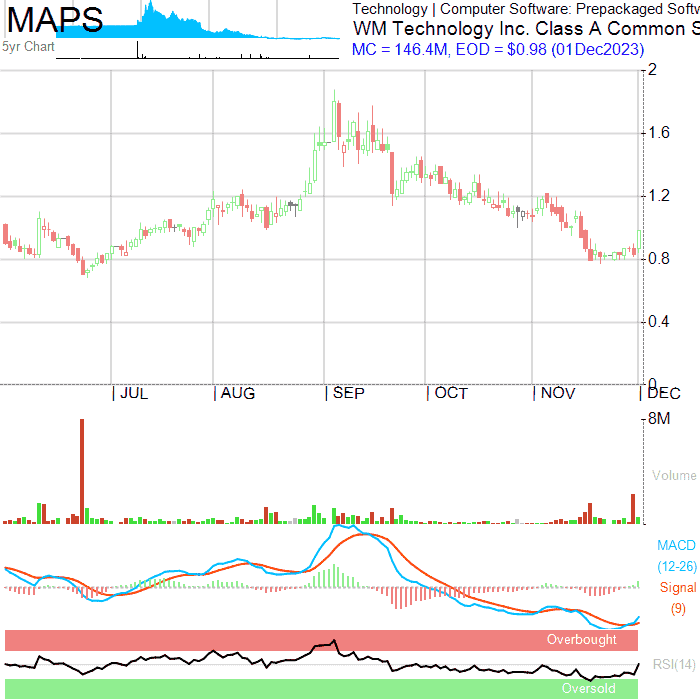 MAPS
5yr Chart
Technology | Computer Software: Prepackaged Softw
WM Technology Inc. Class A Common S
MC = 146.4M, EOD = $0.98 (01Dec2023)
2
1.6
1.2
0.8
0.4
0
JUL AUG SEP OCT NOV DEC
8M
Volume
MACD
(12-26)
Signal
(9)
Overbought
RSI(14)
Oversold